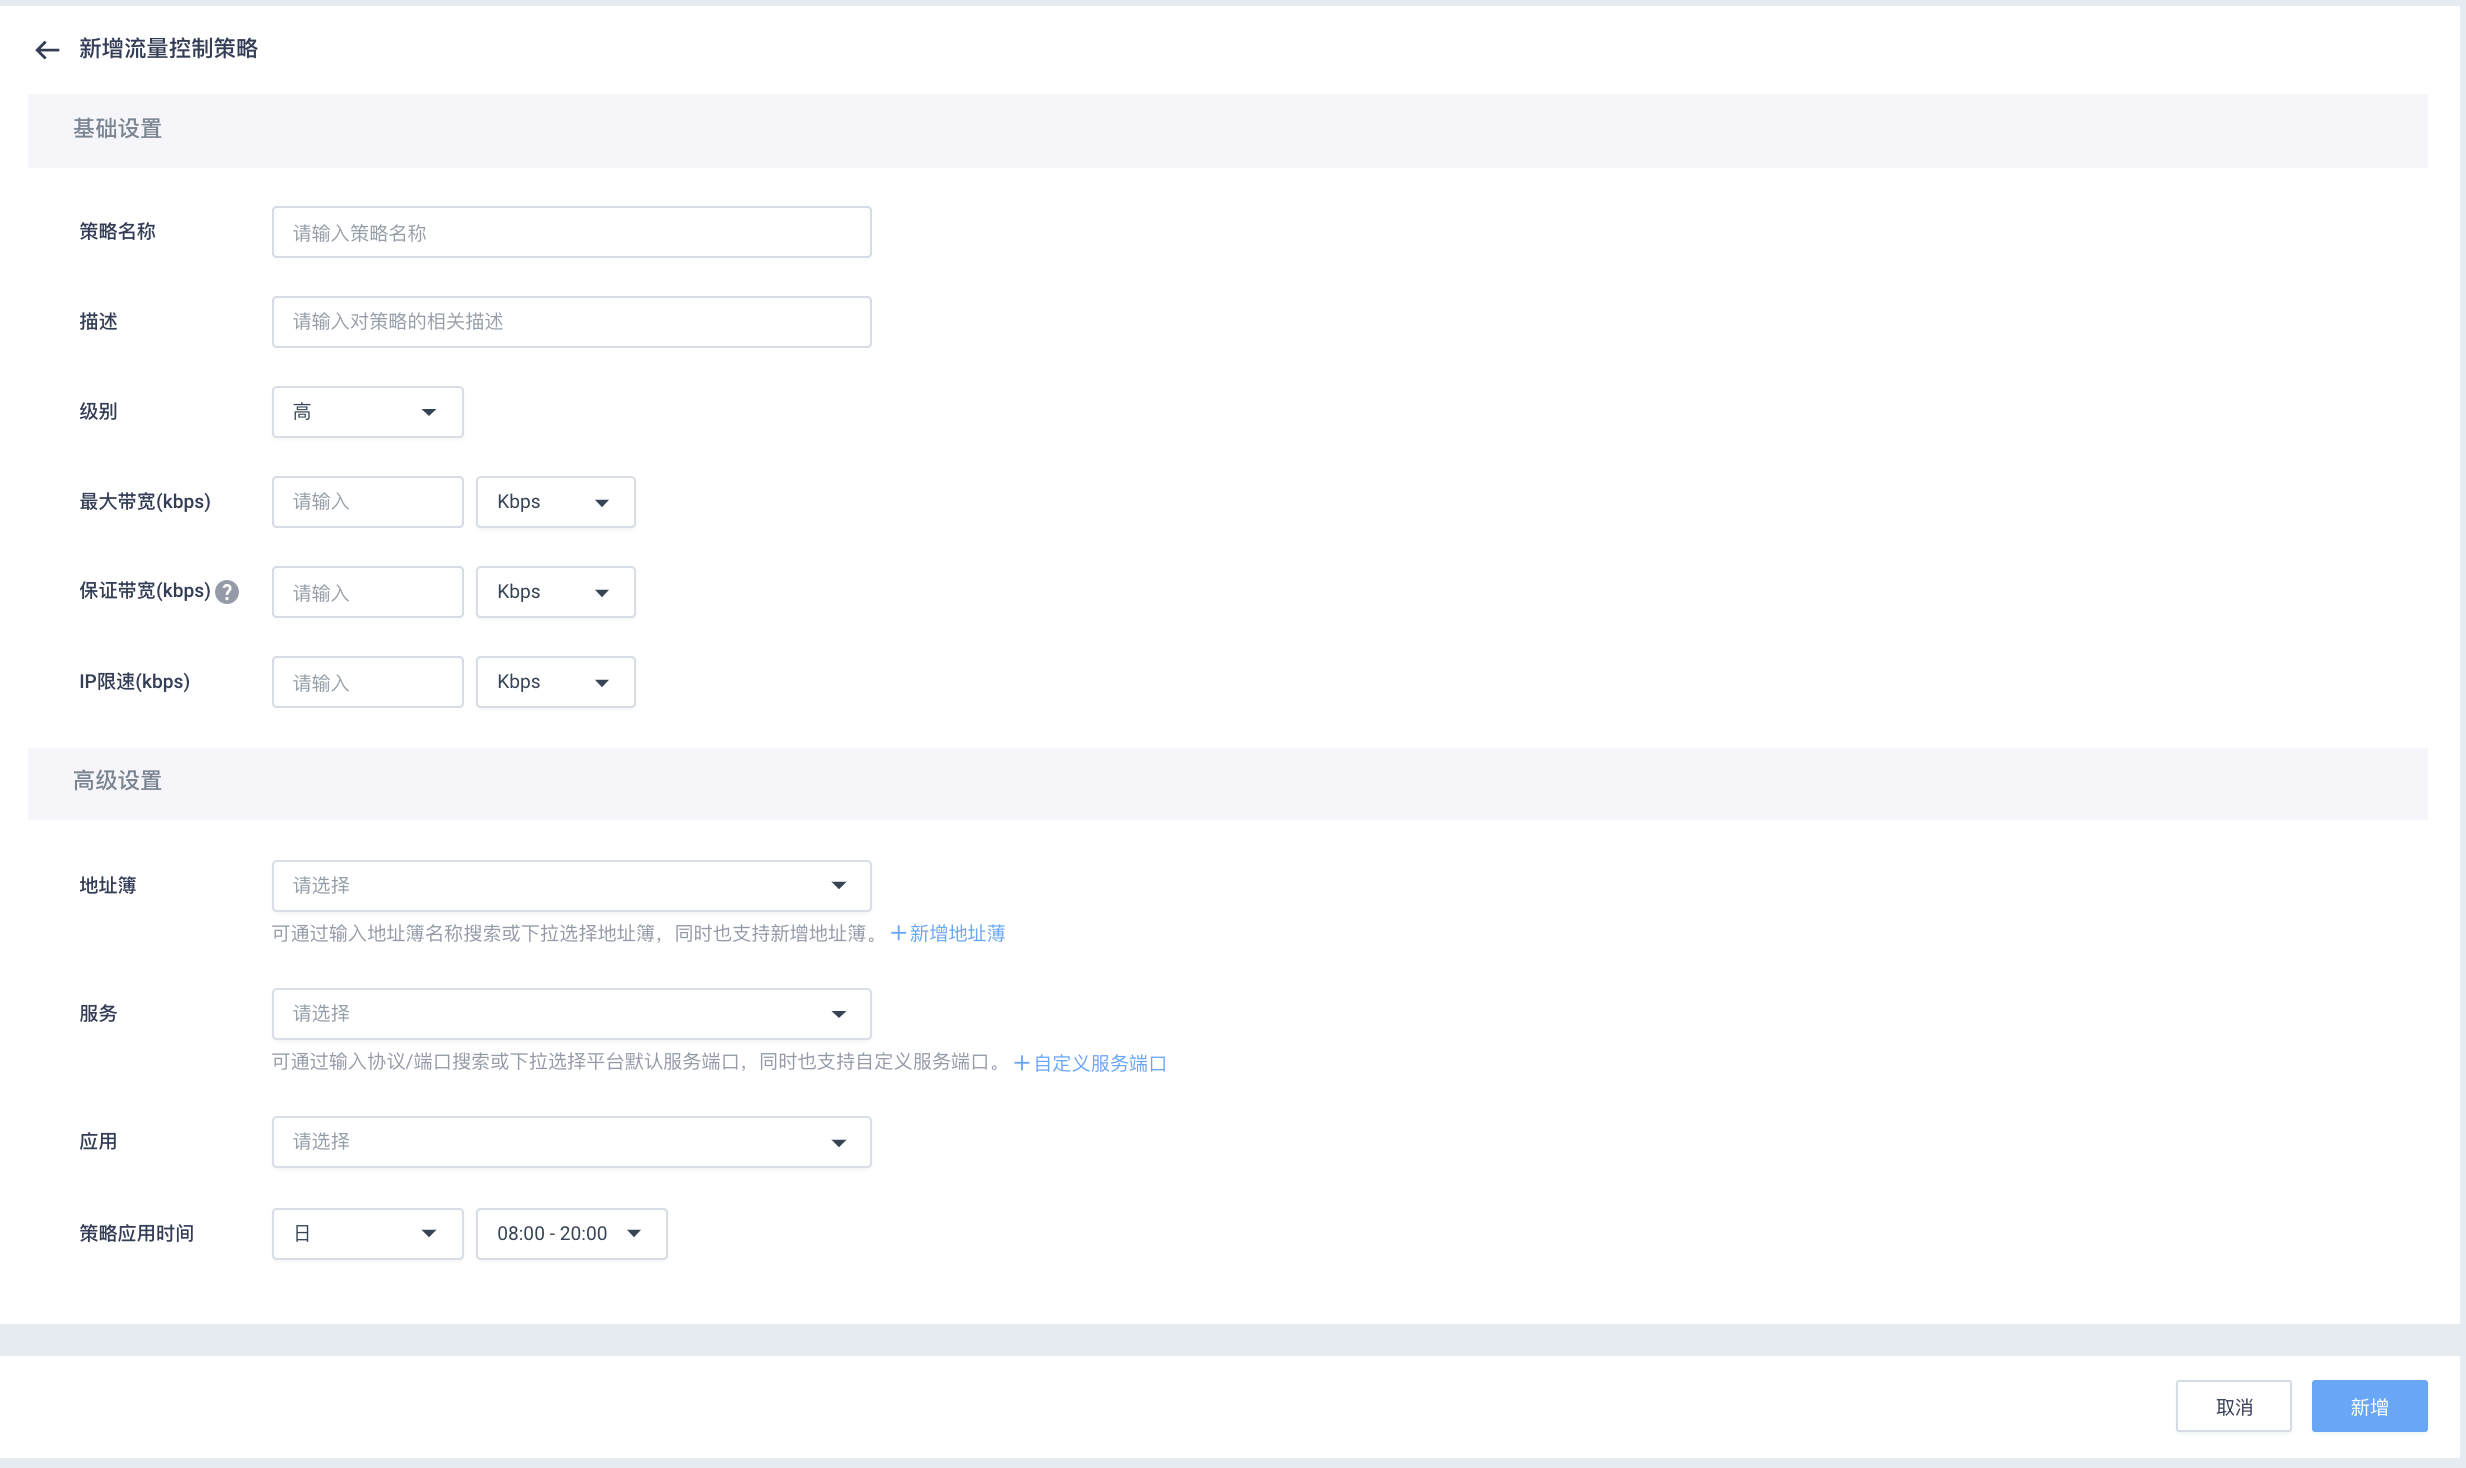 新增流量控制策略
基础设置
策略名称 请输入策略名称
描述 请输入对策略的相关描述
级别 高
最大带宽(kbps) 请输入 Kbps
保证带宽(kbps) ? 请输入 Kbps
IP限速(kbps) 请输入 Kbps
高级设置
地址簿 请选择
可通过输入地址簿名称搜索或下拉选择地址簿，同时也支持新增地址簿。 +新增地址薄
服务 请选择
可通过输入协议/端口搜索或下拉选择平台默认服务端口，同时也支持自定义服务端口。 +自定义服务端口
应用 请选择
策略应用时间 日 08:00 - 20:00
取消 新增